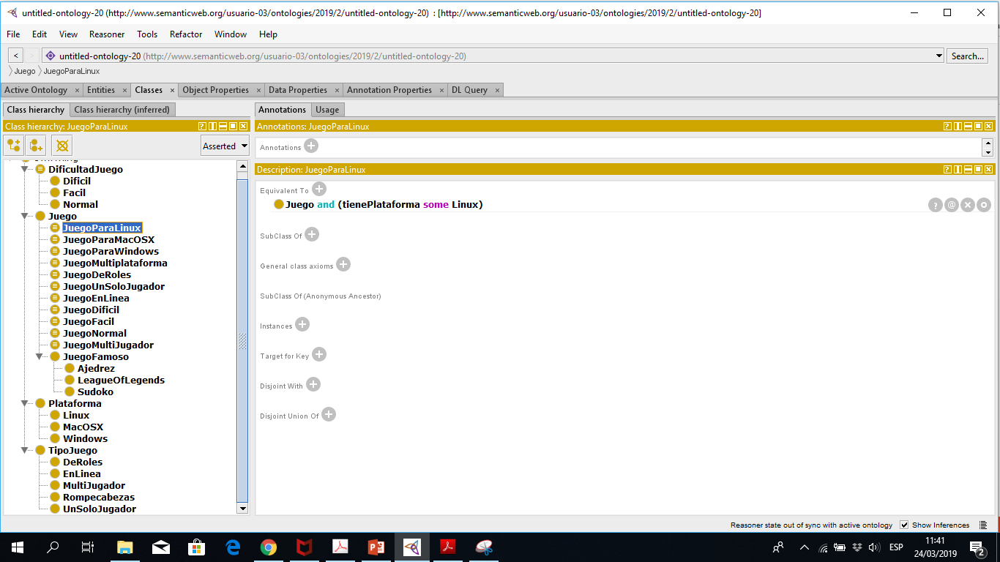 untitled-ontology-20 (http://www.semanticweb.org/usuario-03/ontologies/2019/2/untitled-ontology-20) : [http://www.semanticweb.org/usuario-03/ontologies/2019/2/untitled-ontology-20]
File Edit View Reasoner Tools Refactor Window Help
< > untitled-ontology-20 (http://www.semanticweb.org/usuario-03/ontologies/2019/2/untitled-ontology-20) Search...
Juego JuegoParaLinux
Active Ontology × Entities × Classes × Object Properties × Data Properties × Annotation Properties × DL Query ×
Class hierarchy Class hierarchy (inferred)
Class hierarchy: JuegoParaLinux
Asserted
DificultadJuego
Dificil
Facil
Normal
Juego
JuegoParaLinux
JuegoParaMacOSX
JuegoParaWindows
JuegoMultiplataforma
JuegoDeRoles
JuegoUnSoloJugador
JuegoEnLinea
JuegoDificil
JuegoFacil
JuegoNormal
JuegoMultiJugador
JuegoFamoso
Ajedrez
LeagueOfLegends
Sudoko
Plataforma
Linux
MacOSX
Windows
TipoJuego
DeRoles
EnLinea
MultiJugador
Rompecabezas
UnSoloJugador
Annotations Usage
Annotations: JuegoParaLinux
Annotations
Description: JuegoParaLinux
Equivalent To
Juego and (tienePlataforma some Linux)
SubClass Of
General class axioms
SubClass Of (Anonymous Ancestor)
Instances
Target for Key
Disjoint With
Disjoint Union Of
Reasoner state out of sync with active ontology Show Inferences
ESP
11:41
24/03/2019
2